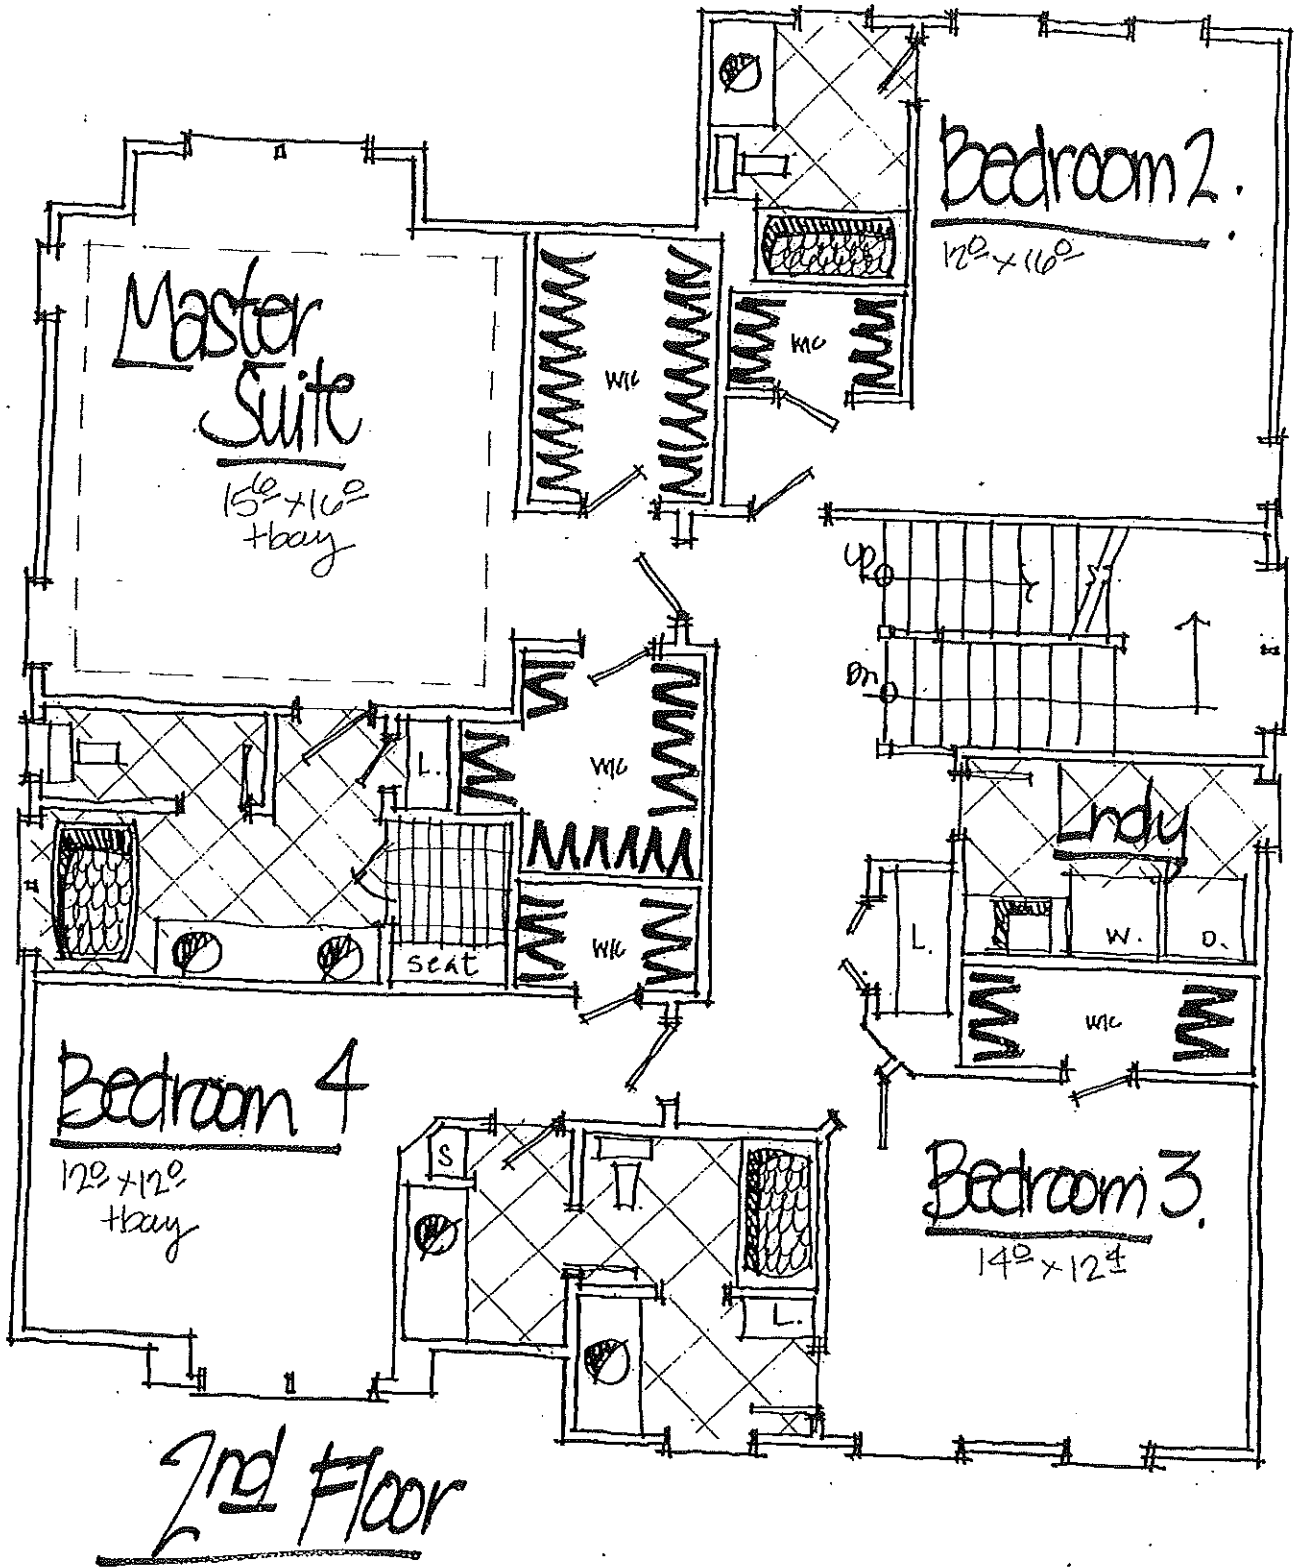 Bedroom 2.
12⁰ x 16⁰
Master
Suite
15⁶ x 16⁰
+bay
WIC
WIC
UP
Dn
L.
WIC
Lndy
L.
W.
D.
WIC
seat
WIC
Bedroom 4
12⁰ x 12⁰
+bay
S
Bedroom 3.
14⁰ x 12⁴
L.
2nd Floor